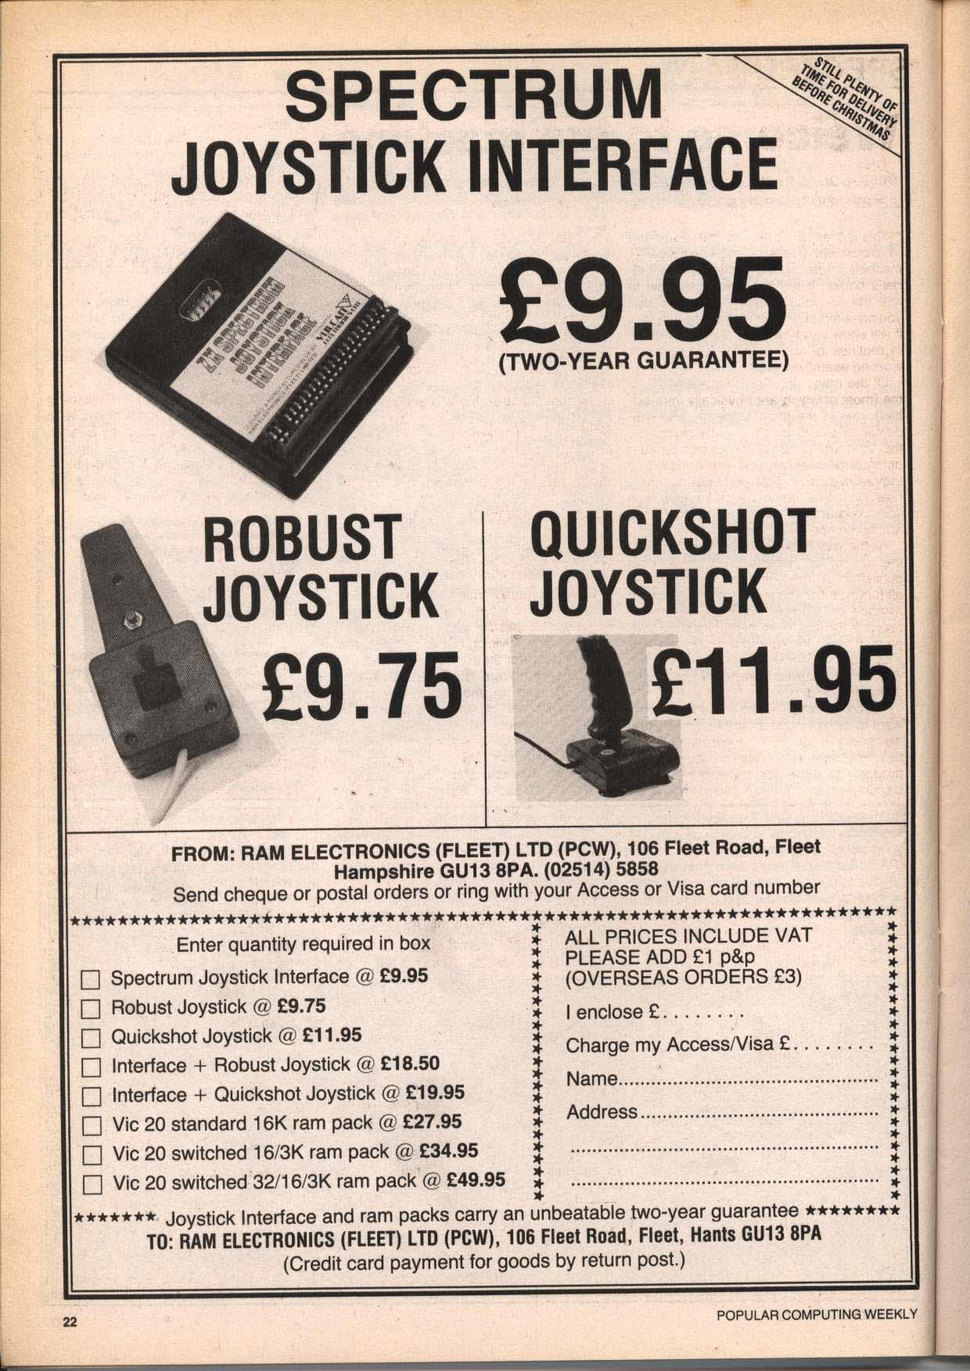 STILL PLENTY OF
TIME FOR DELIVERY
BEFORE CHRISTMAS
SPECTRUM
JOYSTICK INTERFACE
ZX SPECTRUM
JOYSTICK
INTERFACE
VULCAN
ELECTRONICS LTD
£9.95
(TWO-YEAR GUARANTEE)
ROBUST
JOYSTICK
£9.75
QUICKSHOT
JOYSTICK
£11.95
FROM: RAM ELECTRONICS (FLEET) LTD (PCW), 106 Fleet Road, Fleet
Hampshire GU13 8PA. (02514) 5858
Send cheque or postal orders or ring with your Access or Visa card number
Enter quantity required in box
Spectrum Joystick Interface @ £9.95
Robust Joystick @ £9.75
Quickshot Joystick @ £11.95
Interface + Robust Joystick @ £18.50
Interface + Quickshot Joystick @ £19.95
Vic 20 standard 16K ram pack @ £27.95
Vic 20 switched 16/3K ram pack @ £34.95
Vic 20 switched 32/16/3K ram pack @ £49.95
ALL PRICES INCLUDE VAT
PLEASE ADD £1 p&p
(OVERSEAS ORDERS £3)
I enclose £........
Charge my Access/Visa £........
Name..............................................
Address..........................................
Joystick Interface and ram packs carry an unbeatable two-year guarantee
TO: RAM ELECTRONICS (FLEET) LTD (PCW), 106 Fleet Road, Fleet, Hants GU13 8PA
(Credit card payment for goods by return post.)
22
POPULAR COMPUTING WEEKLY